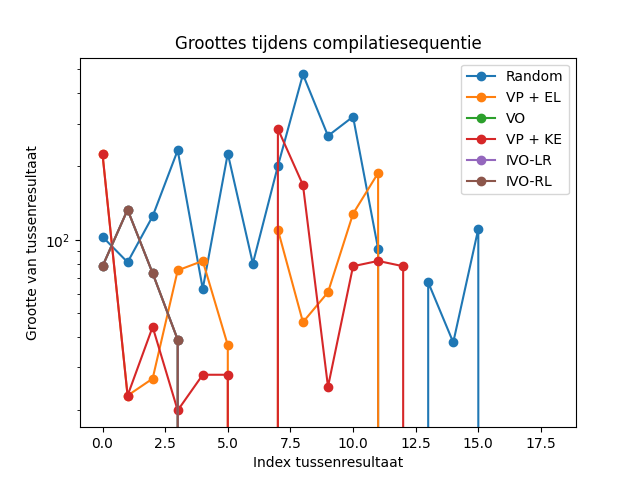 Groottes tijdens compilatiesequentie
Random
VP + EL
VO
VP + KE
IVO-LR
IVO-RL
Grootte van tussenresultaat
10²
0.0 2.5 5.0 7.5 10.0 12.5 15.0 17.5
Index tussenresultaat